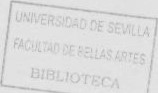 UNIVERSIDAD DE SEVILLA
FACULTAD DE BELLAS ARTES
BIBLIOTECA